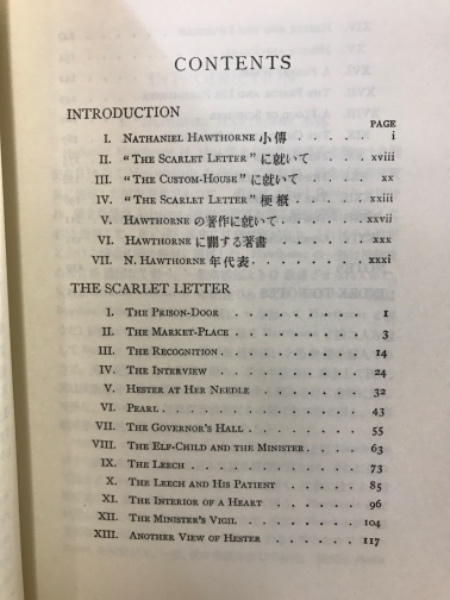 CONTENTS
INTRODUCTION
PAGE
I. NATHANIEL HAWTHORNE 小傳 . . . . i
II. “THE SCARLET LETTER” に就いて . . . . xviii
III. “THE CUSTOM-HOUSE” に就いて . . . . xx
IV. “THE SCARLET LETTER” 梗概 . . . . xxiii
V. HAWTHORNE の著作に就いて . . . . xxvii
VI. HAWTHORNE に關する著書 . . . . xxx
VII. N. HAWTHORNE 年代表 . . . . . . xxxi
THE SCARLET LETTER
I. THE PRISON-DOOR . . . . . . . . . 1
II. THE MARKET-PLACE . . . . . . . . 3
III. THE RECOGNITION . . . . . . . . . 14
IV. THE INTERVIEW . . . . . . . . . 24
V. HESTER AT HER NEEDLE . . . . . . 32
VI. PEARL . . . . . . . . . . . . 43
VII. THE GOVERNOR'S HALL . . . . . . . 55
VIII. THE ELF-CHILD AND THE MINISTER . . . . 63
IX. THE LEECH . . . . . . . . . . 73
X. THE LEECH AND HIS PATIENT . . . . . 85
XI. THE INTERIOR OF A HEART . . . . . . 96
XII. THE MINISTER'S VIGIL . . . . . . . 104
XIII. ANOTHER VIEW OF HESTER . . . . . . 117